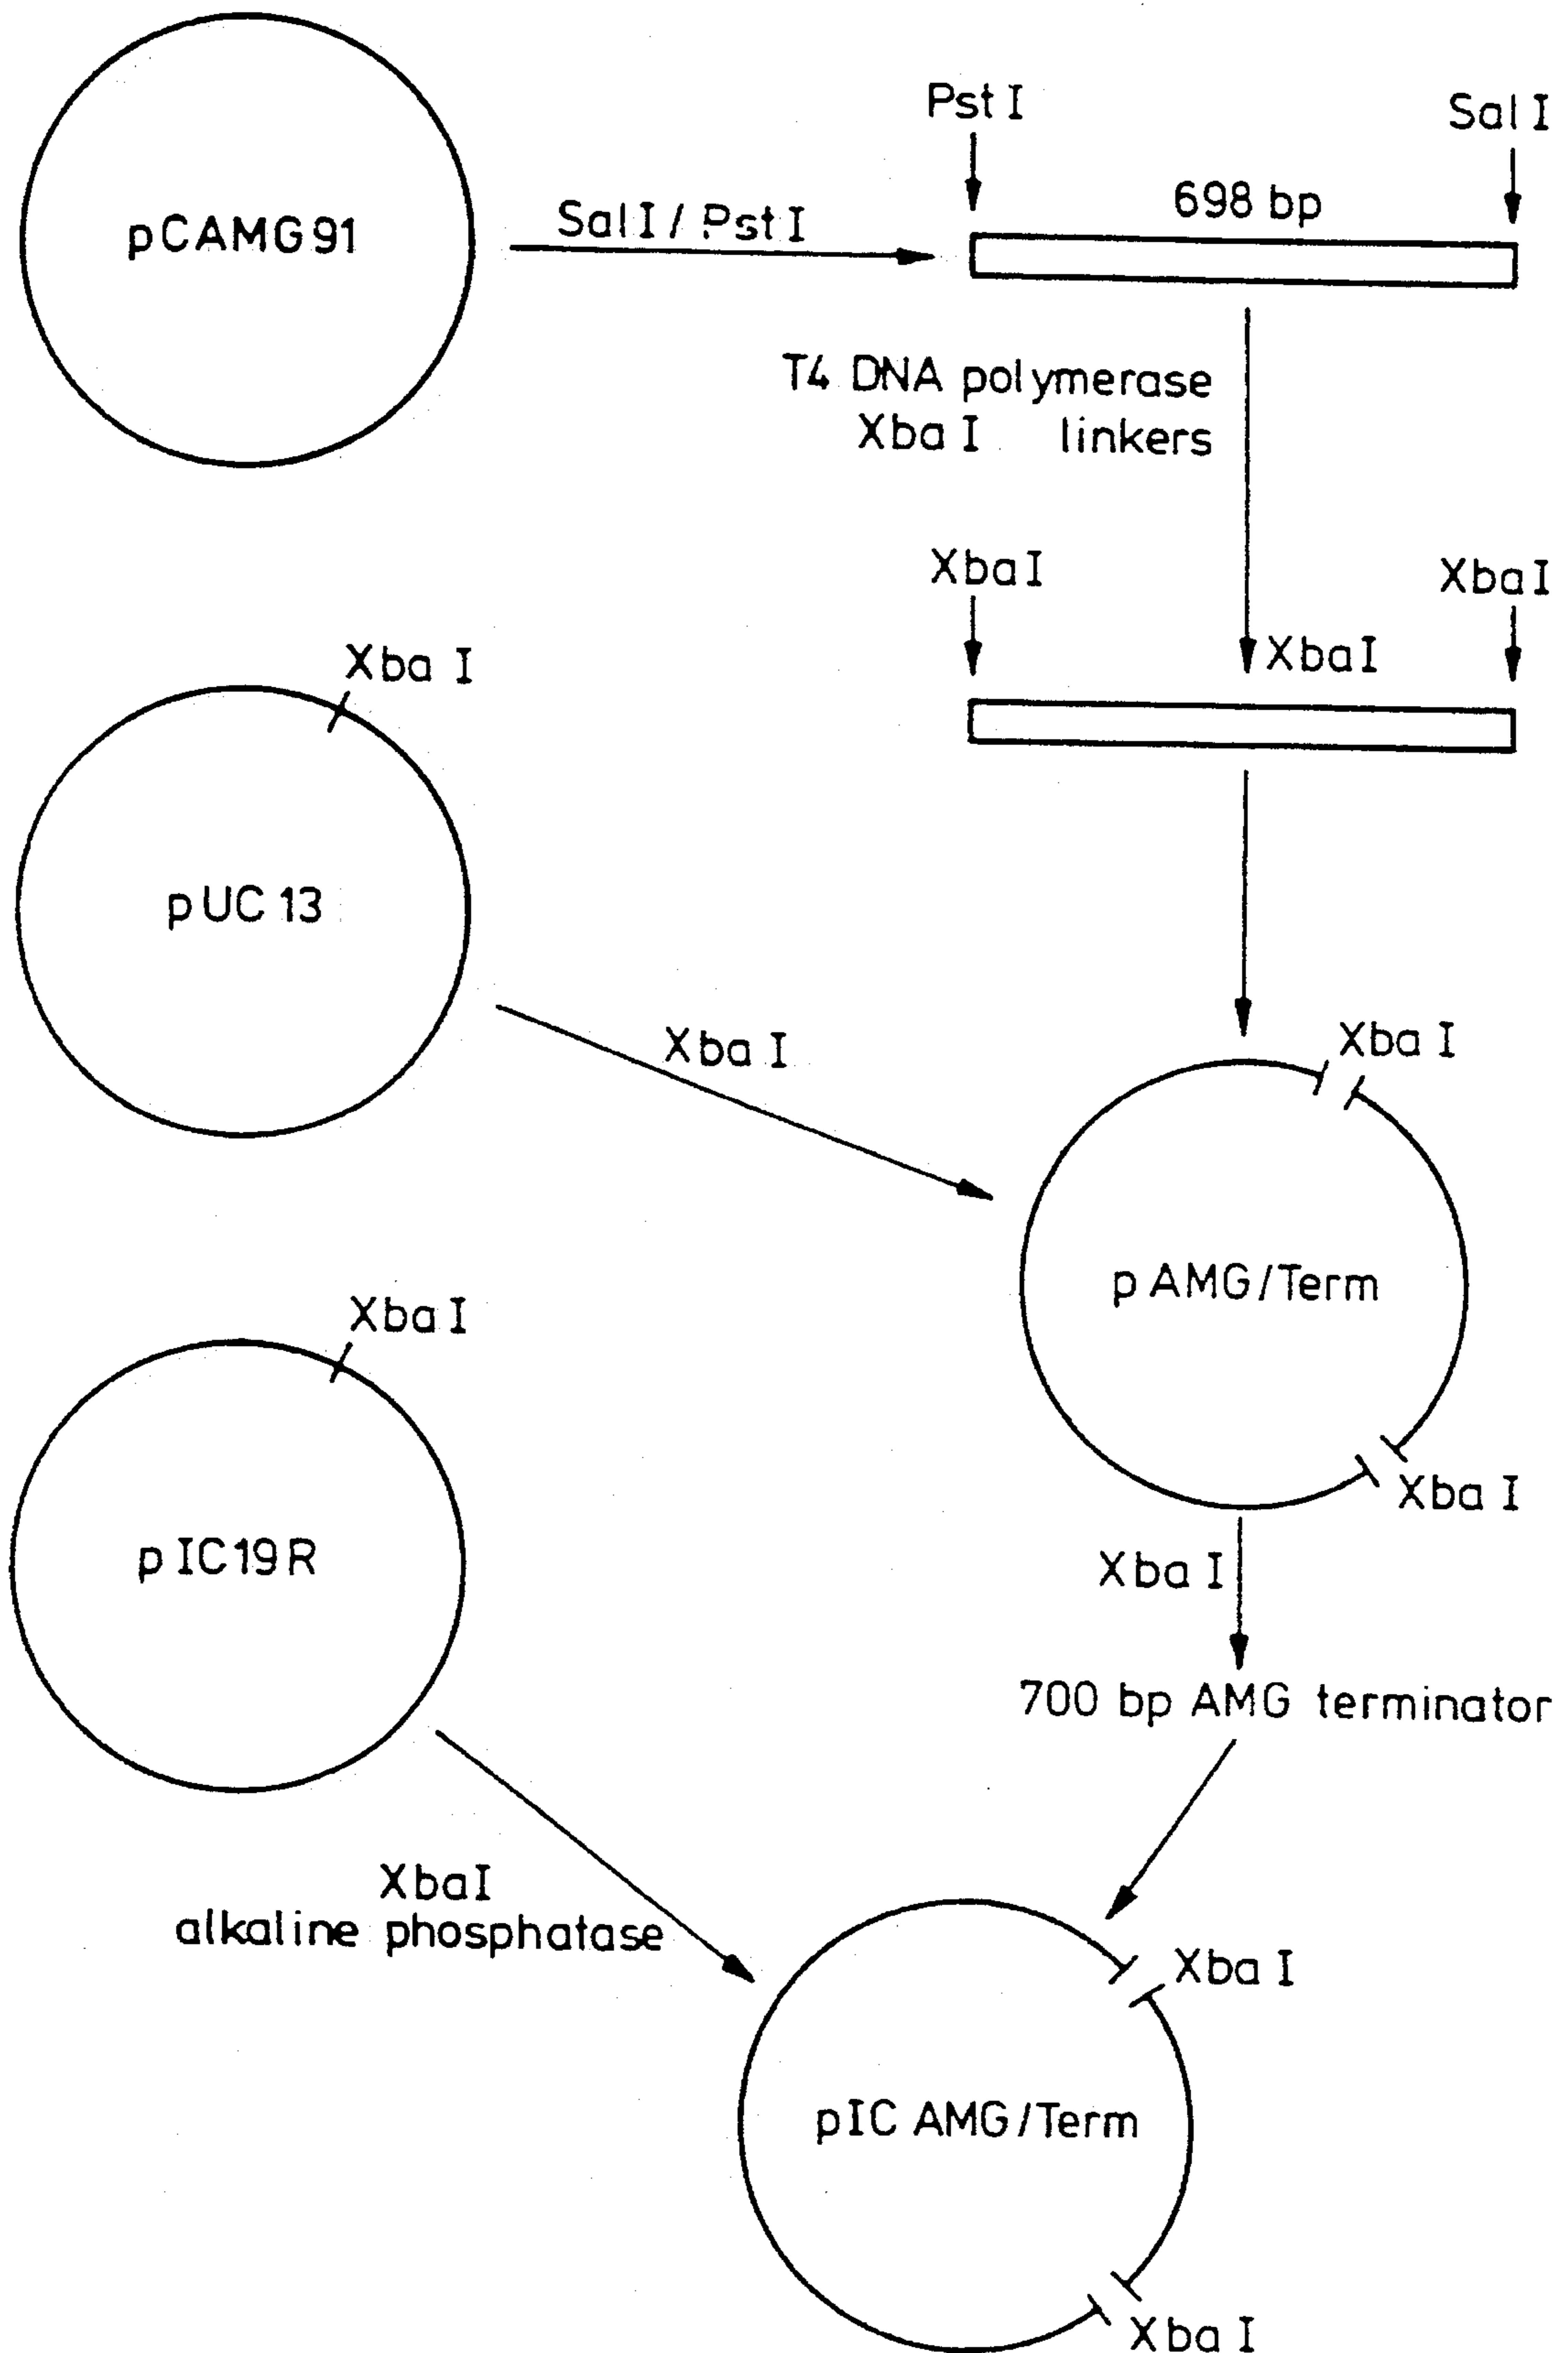 Pst I
Sal I
698 bp
pCAMG91
Sal I / Pst I
T4 DNA polymerase
Xba I linkers
Xba I
Xba I
Xba I
Xba I
pUC 13
Xba I
Xba I
pAMG/Term
Xba I
Xba I
pIC19R
Xba I
700 bp AMG terminator
Xba I
alkaline phosphatase
Xba I
pIC AMG/Term
Xba I